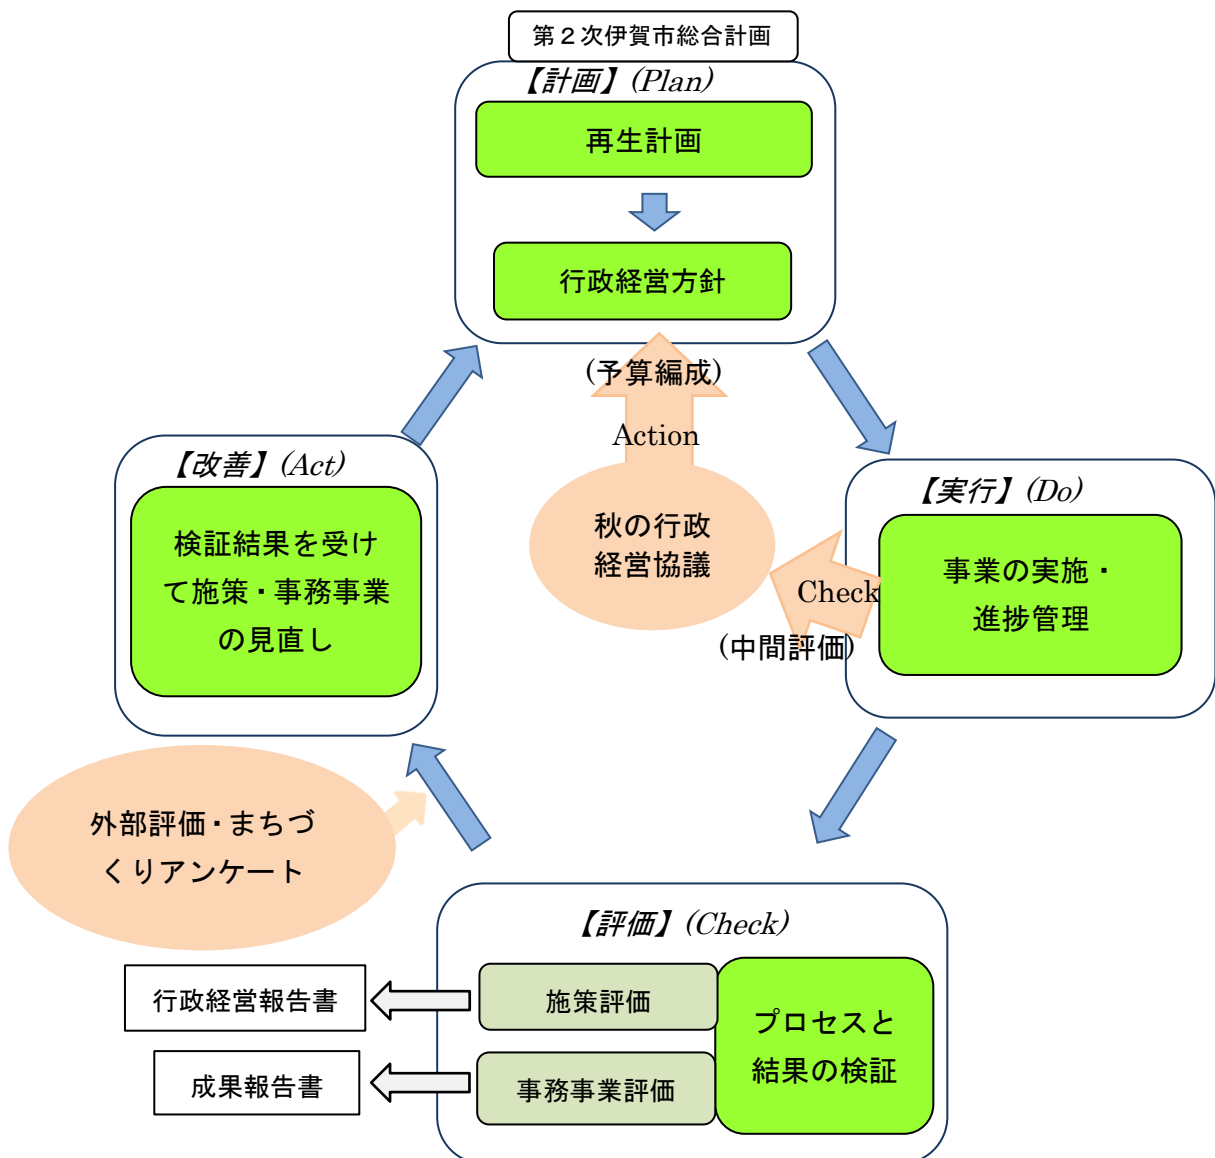 第２次伊賀市総合計画
【計画】(Plan)
再生計画
行政経営方針
(予算編成)
Action
秋の行政
経営協議
【実行】(Do)
事業の実施・
進捗管理
Check
(中間評価)
【改善】(Act)
検証結果を受け
て施策・事務事業
の見直し
外部評価・まちづ
くりアンケート
【評価】(Check)
施策評価
事務事業評価
プロセスと
結果の検証
行政経営報告書
成果報告書